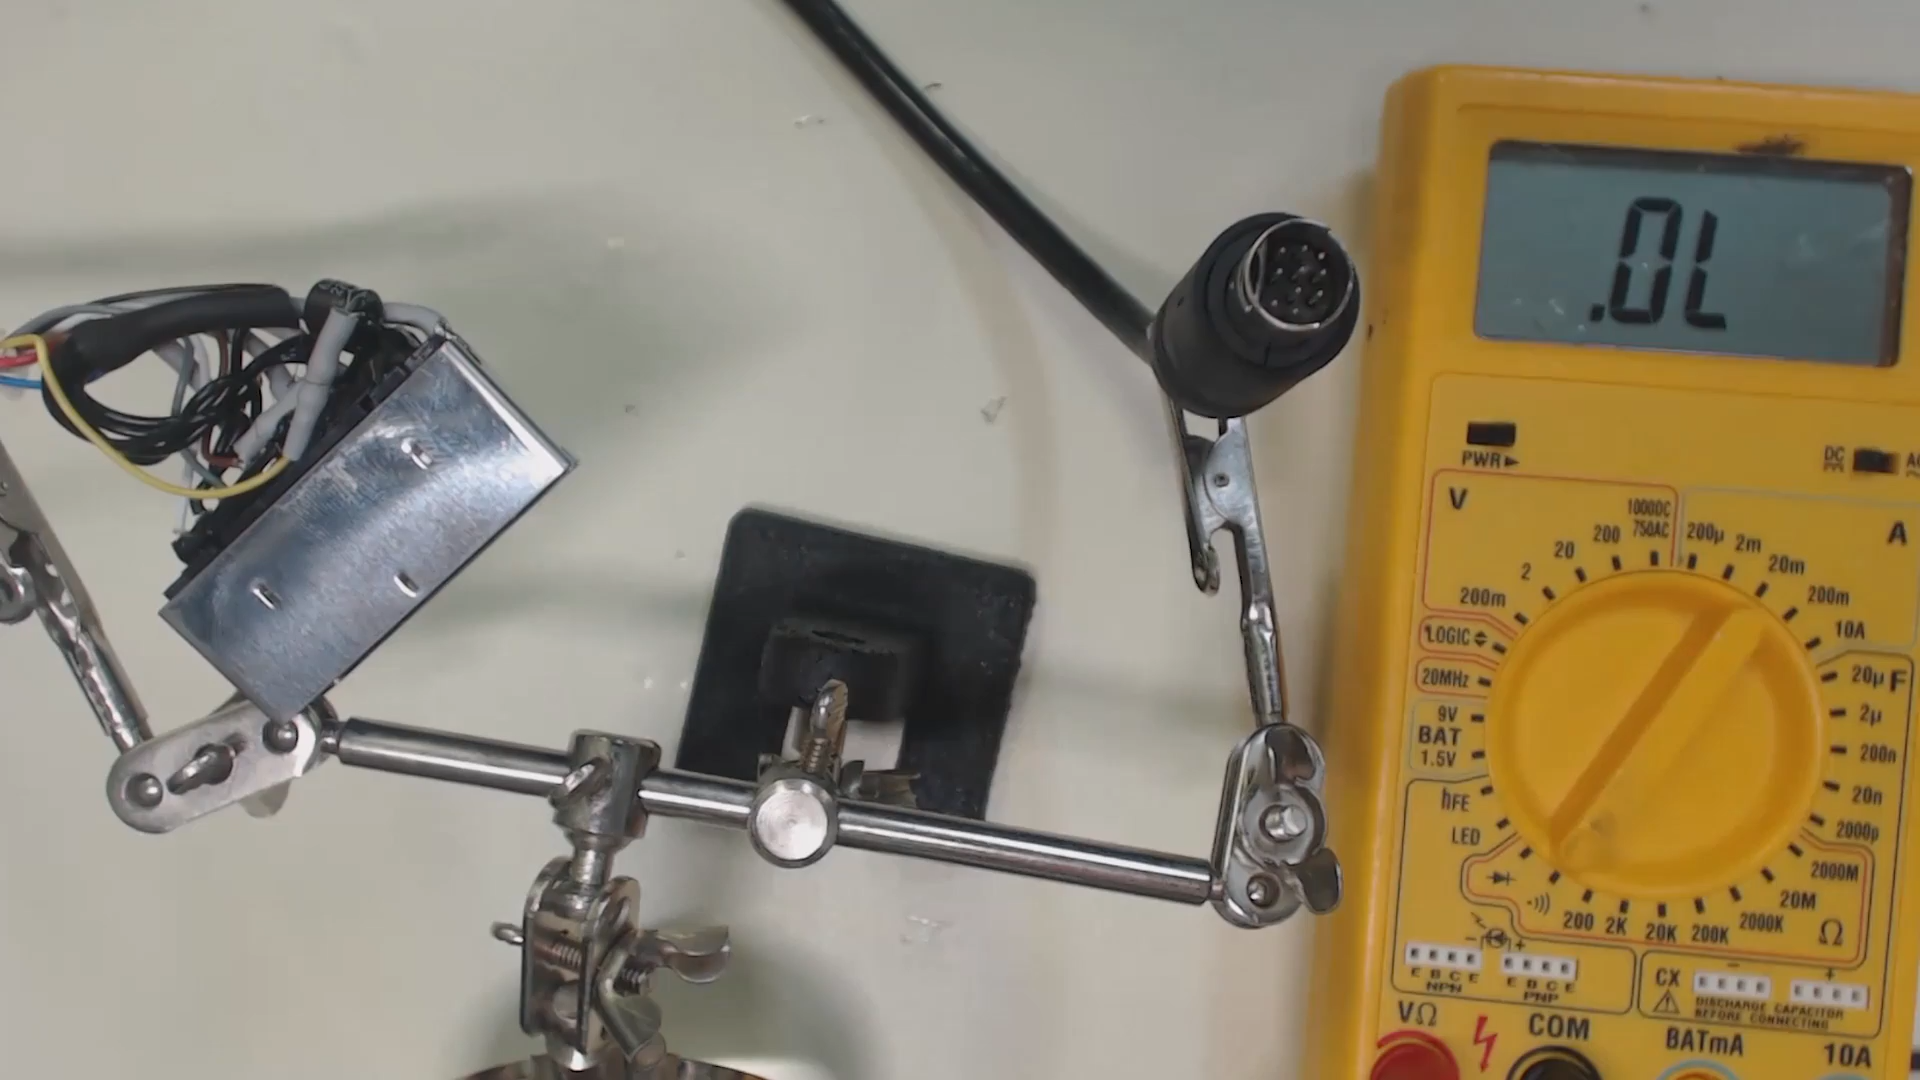 .0L
PWR
DC
V
1000DC
750AC
200
20
2
200m
200µ
2m
20m
200m
10A
A
LOGIC
20MHz
9V
BAT
1.5V
hFE
LED
20µ F
2µ
200n
20n
2000p
2000M
20M
2000K
200K
20K
2K
200
Ω
- +
E B C E
NPN
E B C E
PNP
CX
- +
DISCHARGE CAPACITOR
BEFORE CONNECTING
VΩ
COM
BATmA
10A